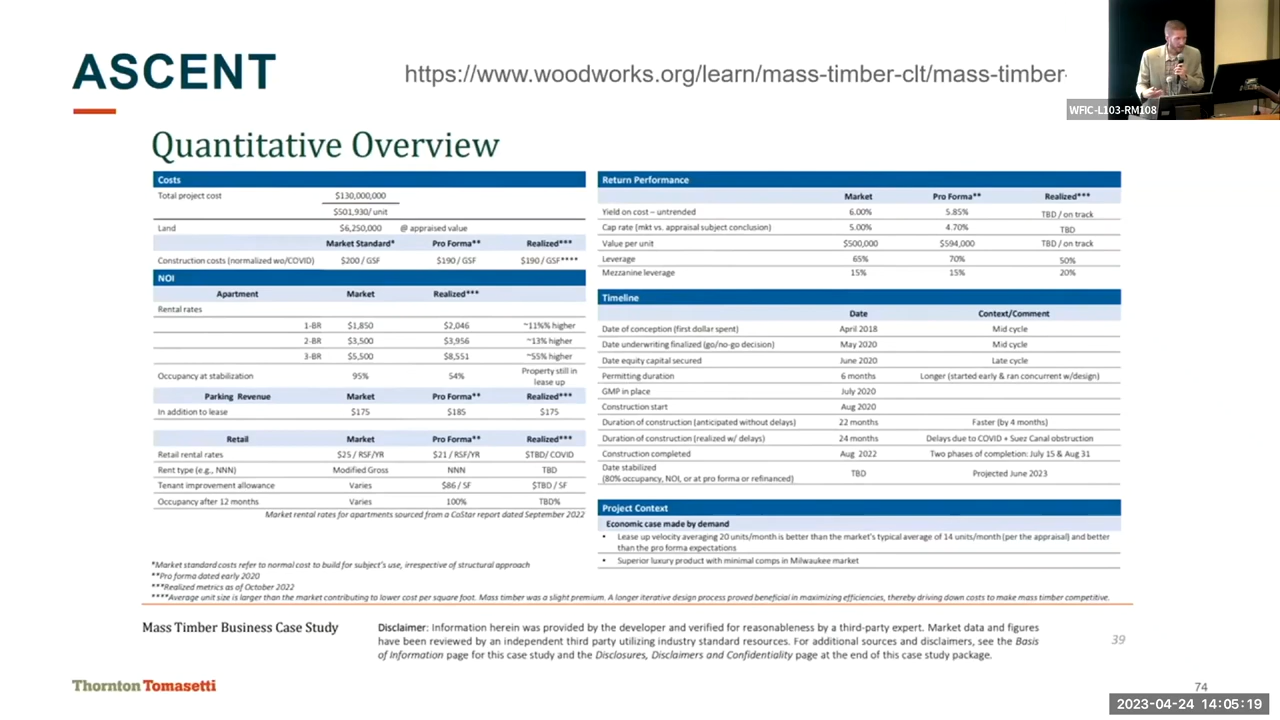 ASCENT
https://www.woodworks.org/learn/mass-timber-clt/mass-timber-
WFIC-L103-RM108
Quantitative Overview
Costs
Total project cost $130,000,000
$501,930/ unit
Land $6,250,000 @ appraised value
Market Standard* Pro Forma** Realized***
Construction costs (normalized wo/COVID) $200 / GSF $190 / GSF $190 / GSF****
NOI
Apartment Market Realized***
Rental rates
1-BR $1,850 $2,046 ~11%% higher
2-BR $3,500 $3,956 ~13% higher
3-BR $5,500 $8,551 ~55% higher
Occupancy at stabilization 95% 54% Property still in
lease up
Parking Revenue Market Pro Forma** Realized***
In addition to lease $175 $185 $175
Retail Market Pro Forma** Realized***
Retail rental rates $25 / RSF/YR $21 / RSF/YR $TBD/ COVID
Rent type (e.g., NNN) Modified Gross NNN TBD
Tenant improvement allowance Varies $86 / SF $TBD / SF
Occupancy after 12 months Varies 100% TBD%
Market rental rates for apartments sourced from a CoStar report dated September 2022
Return Performance
Market Pro Forma** Realized***
Yield on cost – untrended 6.00% 5.85% TBD / on track
Cap rate (mkt vs. appraisal subject conclusion) 5.00% 4.70% TBD
Value per unit $500,000 $594,000 TBD / on track
Leverage 65% 70% 50%
Mezzanine leverage 15% 15% 20%
Timeline
Date Context/Comment
Date of conception (first dollar spent) April 2018 Mid cycle
Date underwriting finalized (go/no-go decision) May 2020 Mid cycle
Date equity capital secured June 2020 Late cycle
Permitting duration 6 months Longer (started early & ran concurrent w/design)
GMP in place July 2020
Construction start Aug 2020
Duration of construction (anticipated without delays) 22 months Faster (by 4 months)
Duration of construction (realized w/ delays) 24 months Delays due to COVID + Suez Canal obstruction
Construction completed Aug 2022 Two phases of completion: July 15 & Aug 31
Date stabilized
(80% occupancy, NOI, or at pro forma or refinanced) TBD Projected June 2023
Project Context
Economic case made by demand
• Lease up velocity averaging 20 units/month is better than the market's typical average of 14 units/month (per the appraisal) and better
than the pro forma expectations
• Superior luxury product with minimal comps in Milwaukee market
*Market standard costs refer to normal cost to build for subject's use, irrespective of structural approach
**Pro forma dated early 2020
***Realized metrics as of October 2022
****Average unit size is larger than the market contributing to lower cost per square foot. Mass timber was a slight premium. A longer iterative design process proved beneficial in maximizing efficiencies, thereby driving down costs to make mass timber competitive.
Mass Timber Business Case Study
Disclaimer: Information herein was provided by the developer and verified for reasonableness by a third-party expert. Market data and figures
have been reviewed by an independent third party utilizing industry standard resources. For additional sources and disclaimers, see the Basis
of Information page for this case study and the Disclosures, Disclaimers and Confidentiality page at the end of this case study package.
39
Thornton Tomasetti
74
2023-04-24 14:05:19